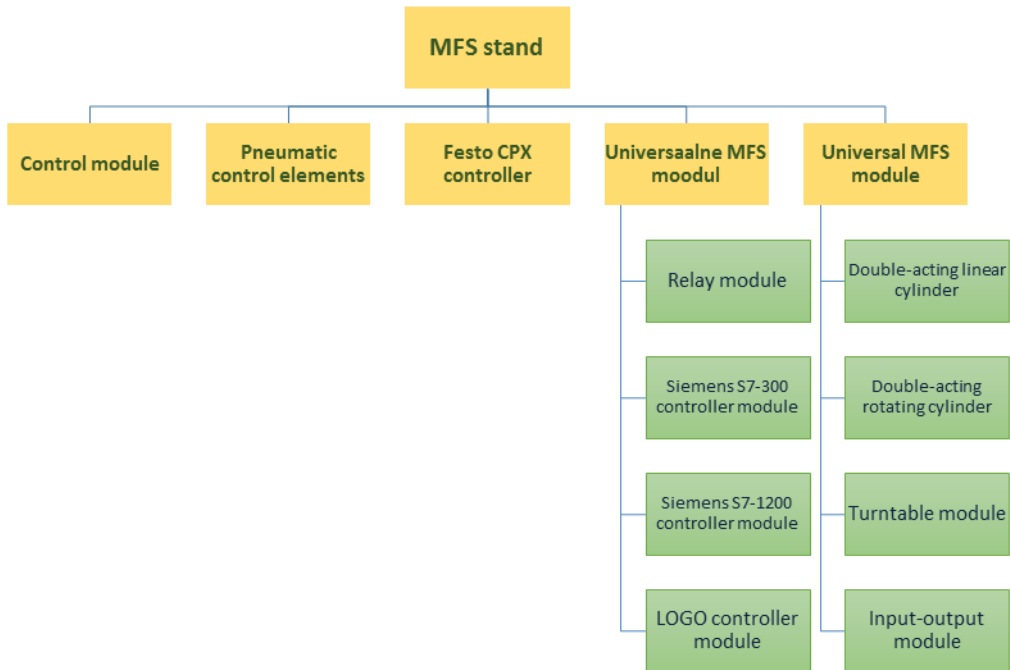 MFS stand
Control module
Pneumatic
control elements
Festo CPX
controller
Universaalne MFS
moodul
Universal MFS
module
Relay module
Siemens S7-300
controller module
Siemens S7-1200
controller module
LOGO controller
module
Double-acting linear
cylinder
Double-acting
rotating cylinder
Turntable module
Input-output
module